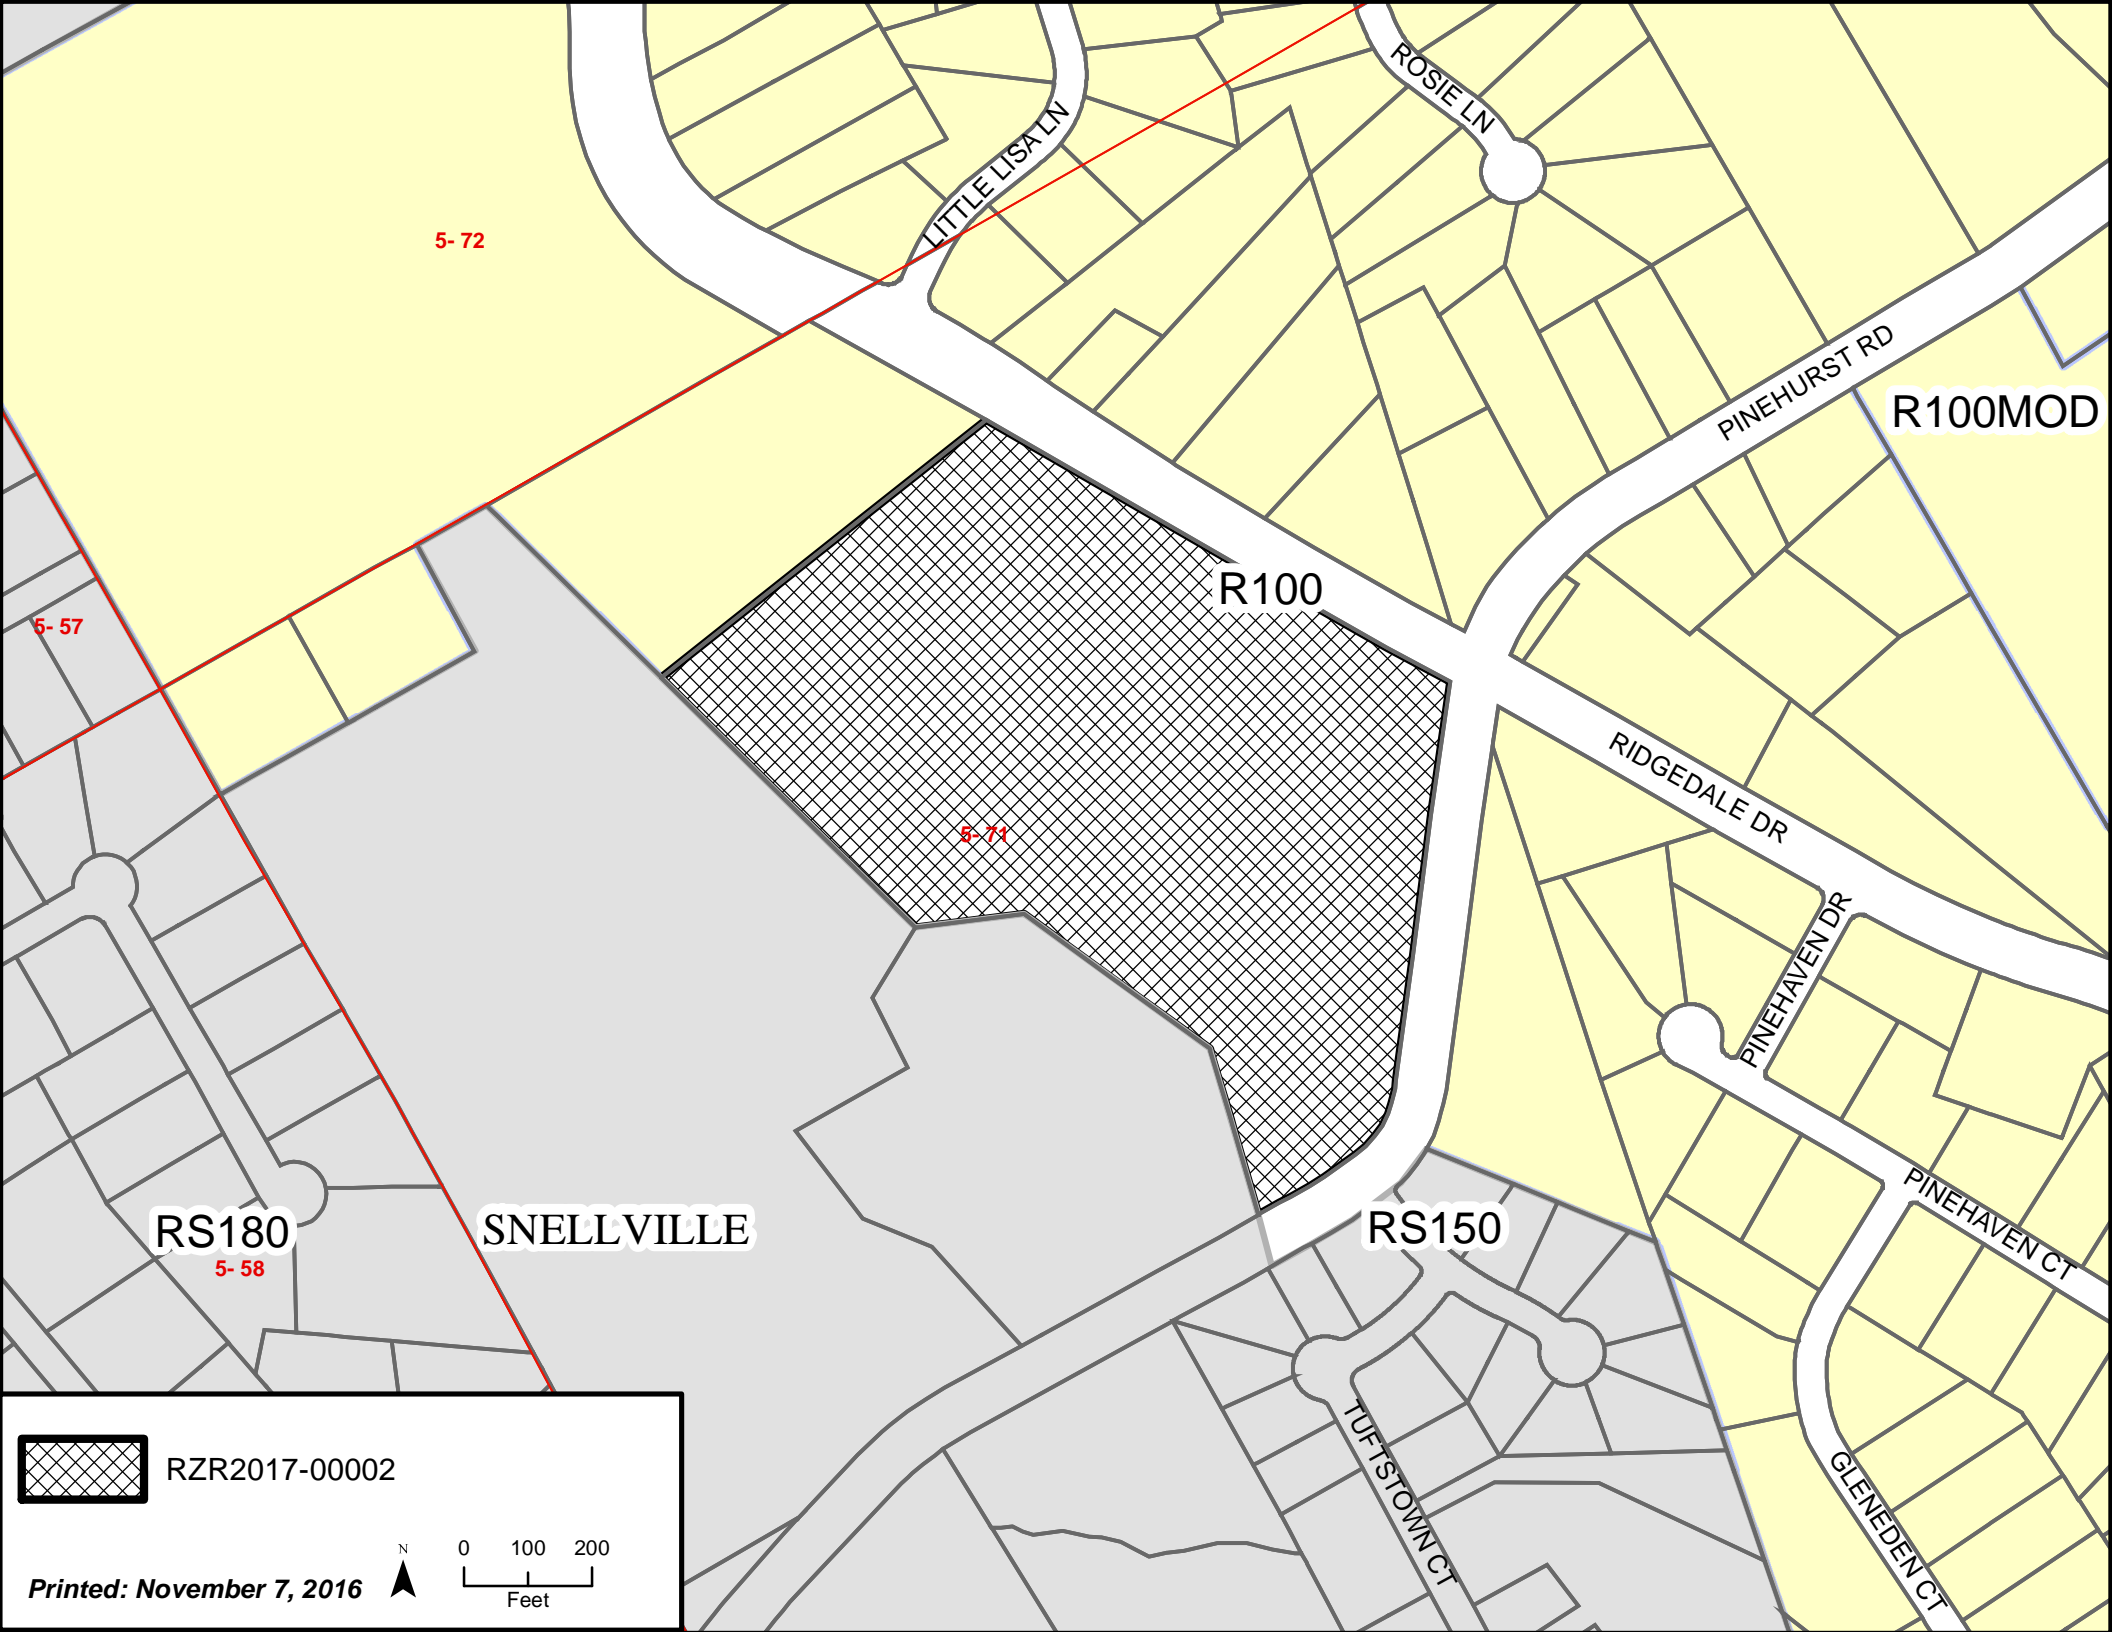 ROSIE LN
LITTLE LISA LN
5- 72
PINEHURST RD
R100MOD
R100
5- 57
RIDGEDALE DR
5- 71
PINEHAVEN DR
PINEHAVEN CT
RS180
SNELLVILLE
RS150
5- 58
TUFTSTOWN CT
GLENEDEN CT
RZR2017-00002
N
0 100 200
Feet
Printed: November 7, 2016